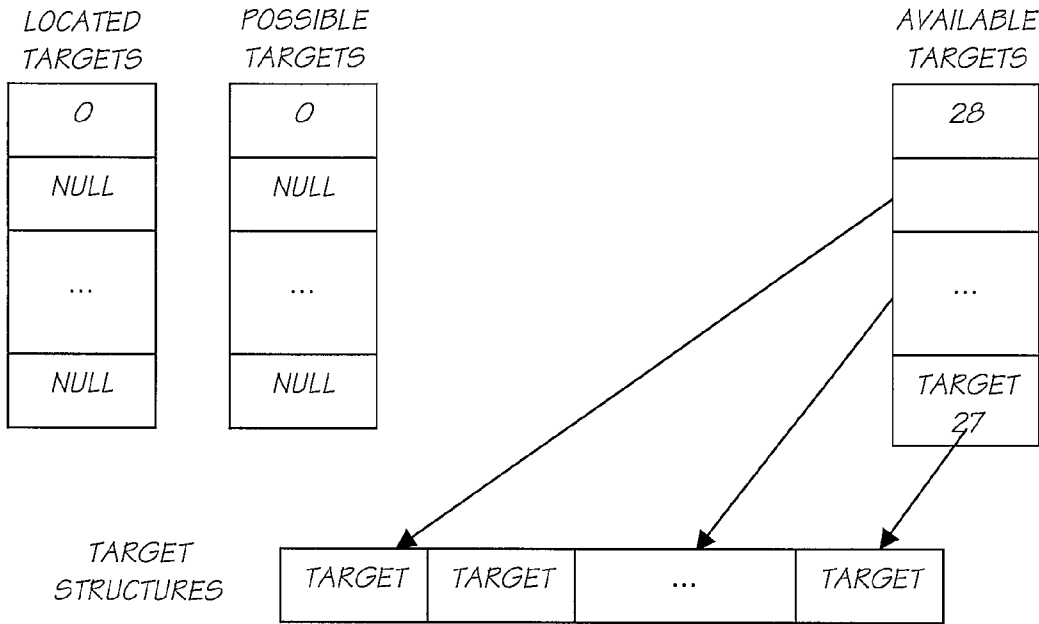 LOCATED
TARGETS
POSSIBLE
TARGETS
AVAILABLE
TARGETS
0
0
28
NULL
NULL
...
...
...
NULL
NULL
TARGET
27
TARGET
STRUCTURES
TARGET
TARGET
...
TARGET